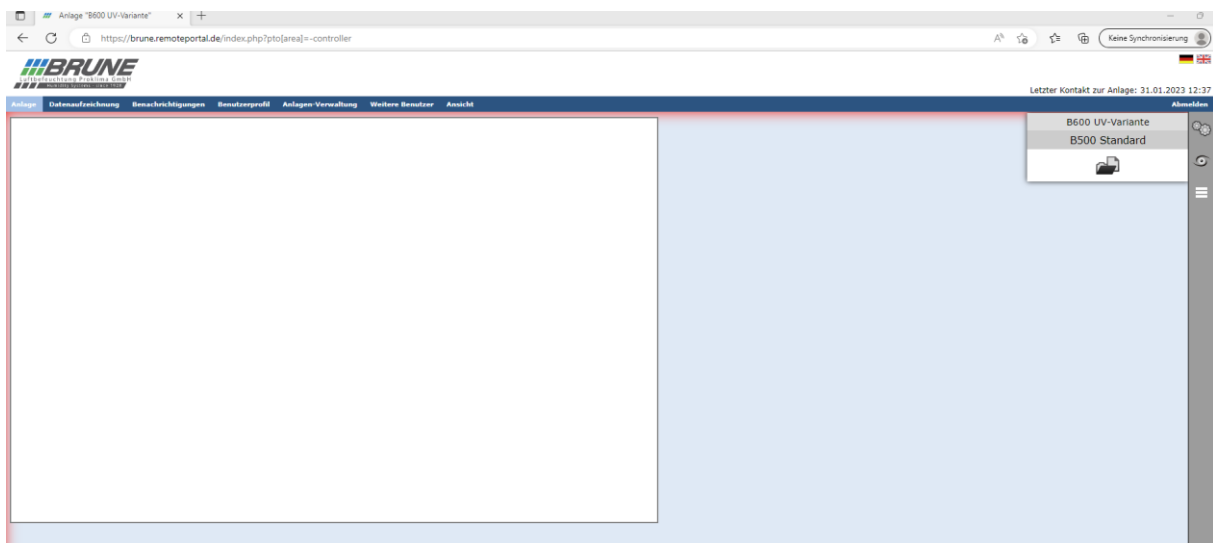 Anlage "B600 UV-Variante"
https://brune.remoteportal.de/index.php?pto[area]=-controller
Keine Synchronisierung
BRUNE
Luftbefeuchtung Proklima GmbH
Letzter Kontakt zur Anlage: 31.01.2023 12:37
Anlage Datenaufzeichnung Benachrichtigungen Benutzerprofil Anlagen-Verwaltung Weitere Benutzer Ansicht Abmelden
B600 UV-Variante
B500 Standard